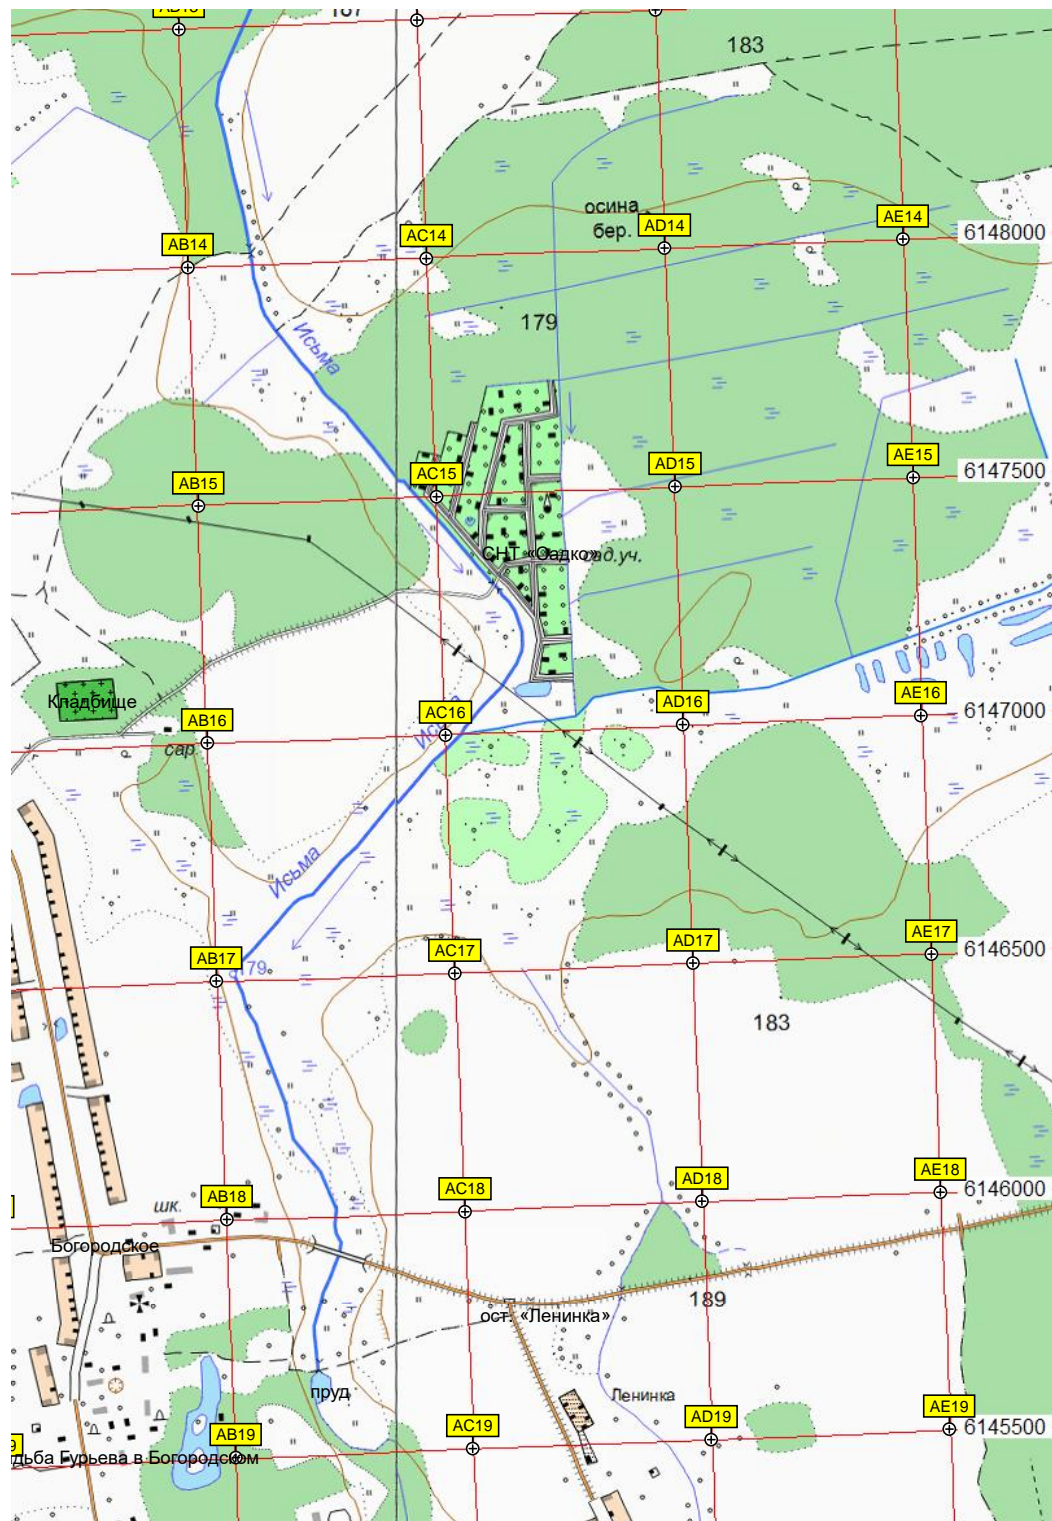 183
осина
бер.
AB14
AC14
AD14
AE14
6148000
179
Исьма
AB15
AC15
AD15
AE15
6147500
СНТ «Садко»
сад.уч.
Кладбище
AB16
AC16
AD16
AE16
6147000
Исьма
сар.
Исьма
AB17
AC17
AD17
AE17
6146500
179
183
AB18
AC18
AD18
AE18
6146000
шк.
Богородское
189
ост. «Ленинка»
пруд
Ленинка
AB19
AC19
AD19
AE19
6145500
дьба Гурьева в Богородском